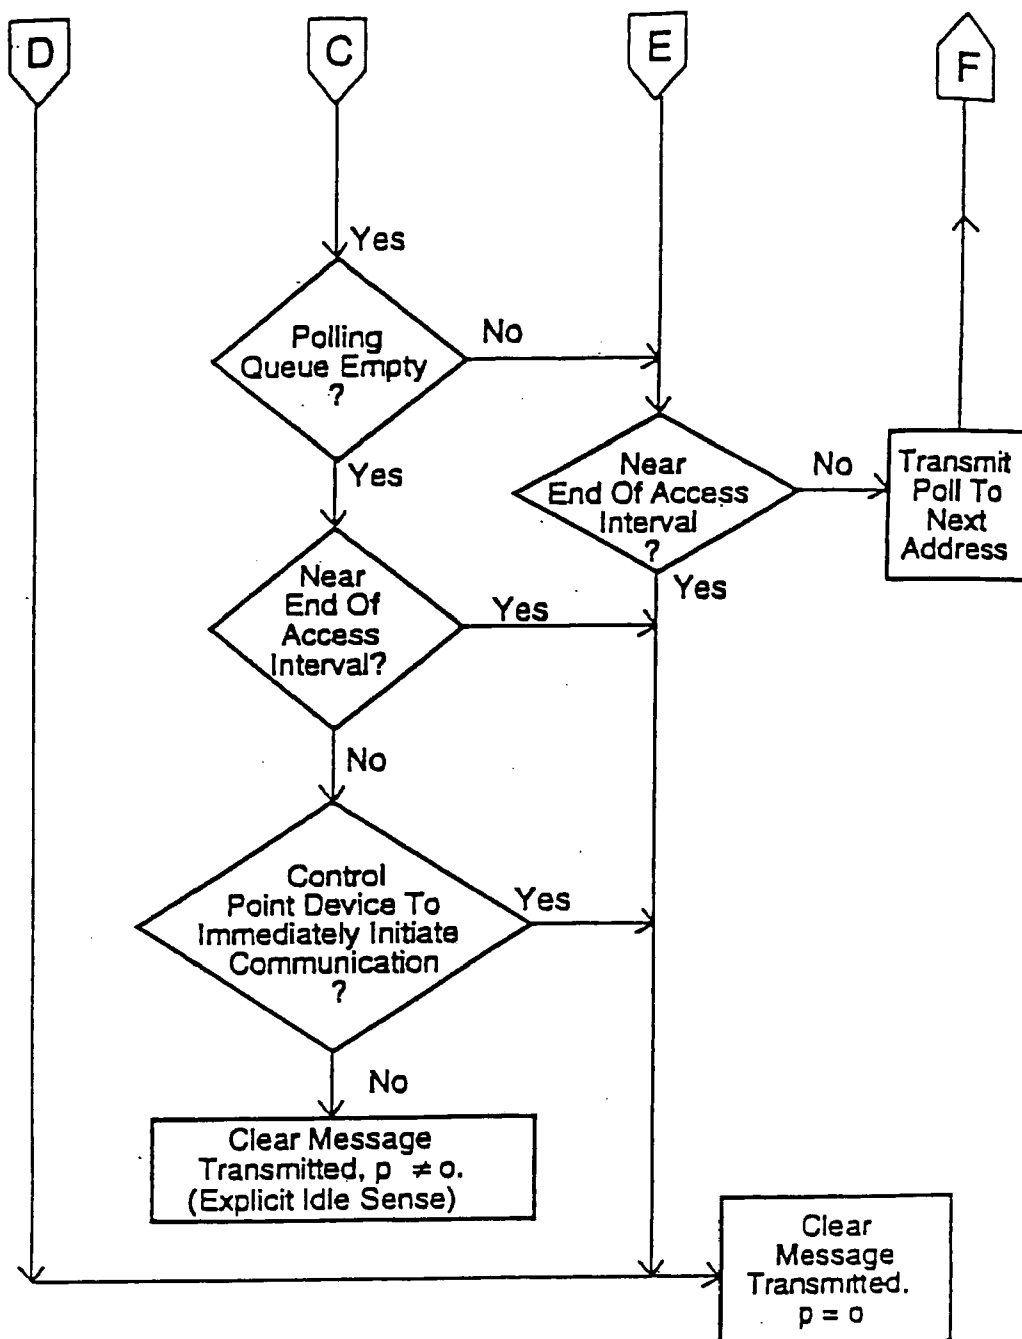 D
C
E
F
Yes
Polling
Queue Empty
?
No
Yes
Near
End Of Access
Interval
?
No
Transmit
Poll To
Next
Address
Yes
Near
End Of
Access
Interval?
Yes
No
Control
Point Device To
Immediately Initiate
Communication
?
Yes
No
Clear Message
Transmitted, p ≠ o.
(Explicit Idle Sense)
Clear
Message
Transmitted.
p = o